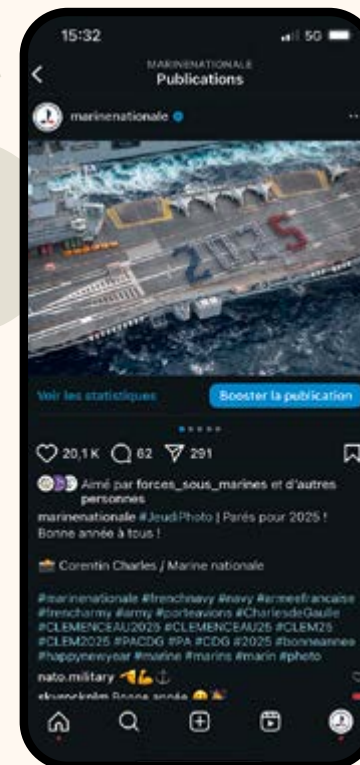 15:32
5G
MARINENATIONALE
Publications
marinenationale
2025
Voir les statistiques
Booster la publication
20,1 K 62 291
Aimé par forces_sous_marines et d'autres
personnes
marinenationale #JeudiPhoto | Parés pour 2025 !
Bonne année à tous !
Corentin Charles / Marine nationale
#marinenationale #frenchnavy #navy #armeefrancaise
#frencharmy #army #porteavions #CharlesdeGaulle
#CLEMENCEAU2025 #CLEMENCEAU25 #CLEM25
#CLEM2025 #PACDG #PA #CDG #2025 #bonneannee
#happynewyear #marine #marins #marin #photo
nato.military
Bonne année